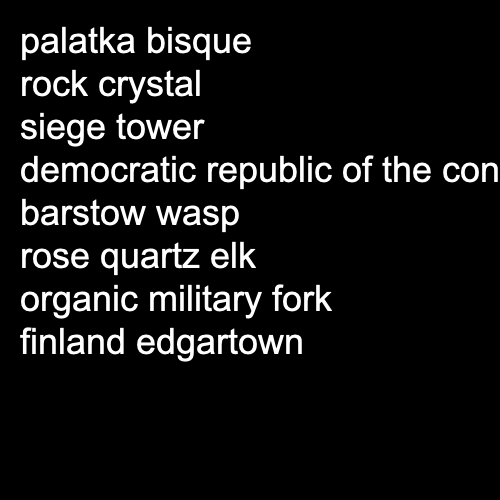 palatka bisque
rock crystal
siege tower
democratic republic of the con
barstow wasp
rose quartz elk
organic military fork
finland edgartown